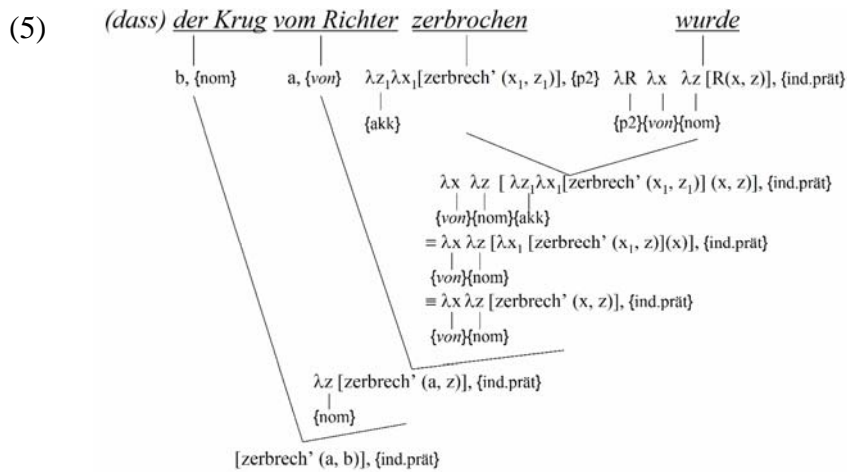 (5) (dass) der Krug vom Richter zerbrochen wurde
b, {nom} a, {von} λz₁λx₁[zerbrech’ (x₁, z₁)], {p2} λR λx λz [R(x, z)], {ind.prät}
{akk} {p2}{von}{nom}
λx λz [ λz₁λx₁[zerbrech’ (x₁, z₁)] (x, z)], {ind.prät}
{von}{nom}{akk}
≡ λx λz [λx₁ [zerbrech’ (x₁, z)](x)], {ind.prät}
{von}{nom}
≡ λx λz [zerbrech’ (x, z)], {ind.prät}
{von}{nom}
λz [zerbrech’ (a, z)], {ind.prät}
{nom}
[zerbrech’ (a, b)], {ind.prät}